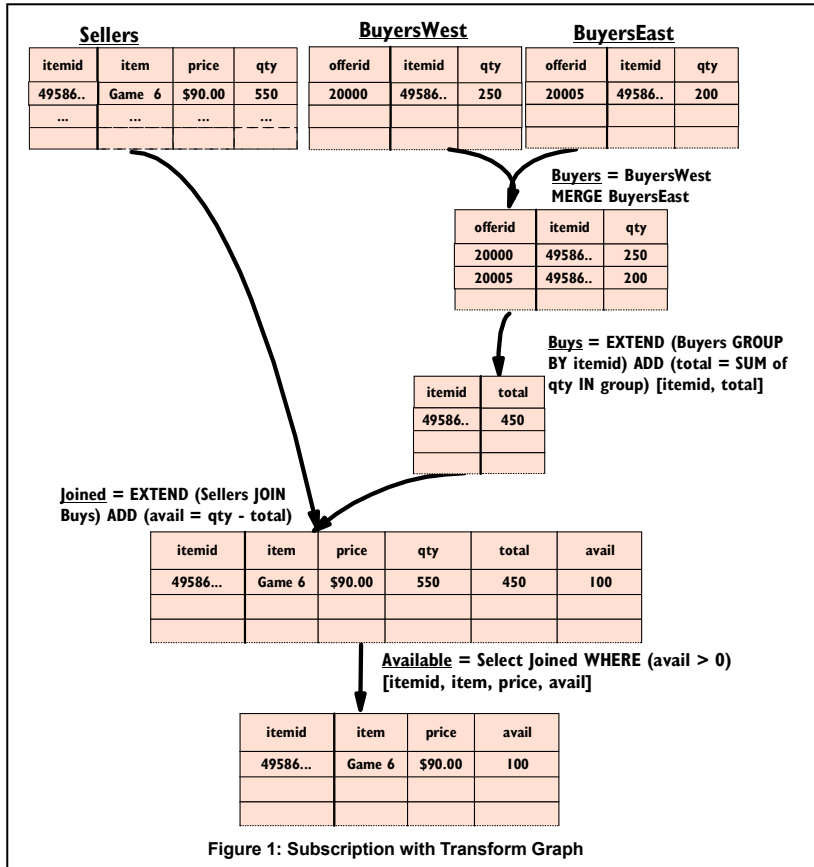 Sellers
BuyersWest
BuyersEast
itemid item price qty
49586.. Game 6 $90.00 550
... ... ... ...
offerid itemid qty
20000 49586.. 250
offerid itemid qty
20005 49586.. 200
Buyers = BuyersWest
MERGE BuyersEast
offerid itemid qty
20000 49586.. 250
20005 49586.. 200
Buys = EXTEND (Buyers GROUP
BY itemid) ADD (total = SUM of
qty IN group) [itemid, total]
itemid total
49586.. 450
Joined = EXTEND (Sellers JOIN
Buys) ADD (avail = qty - total)
itemid item price qty total avail
49586... Game 6 $90.00 550 450 100
Available = Select Joined WHERE (avail > 0)
[itemid, item, price, avail]
itemid item price avail
49586... Game 6 $90.00 100
Figure 1: Subscription with Transform Graph